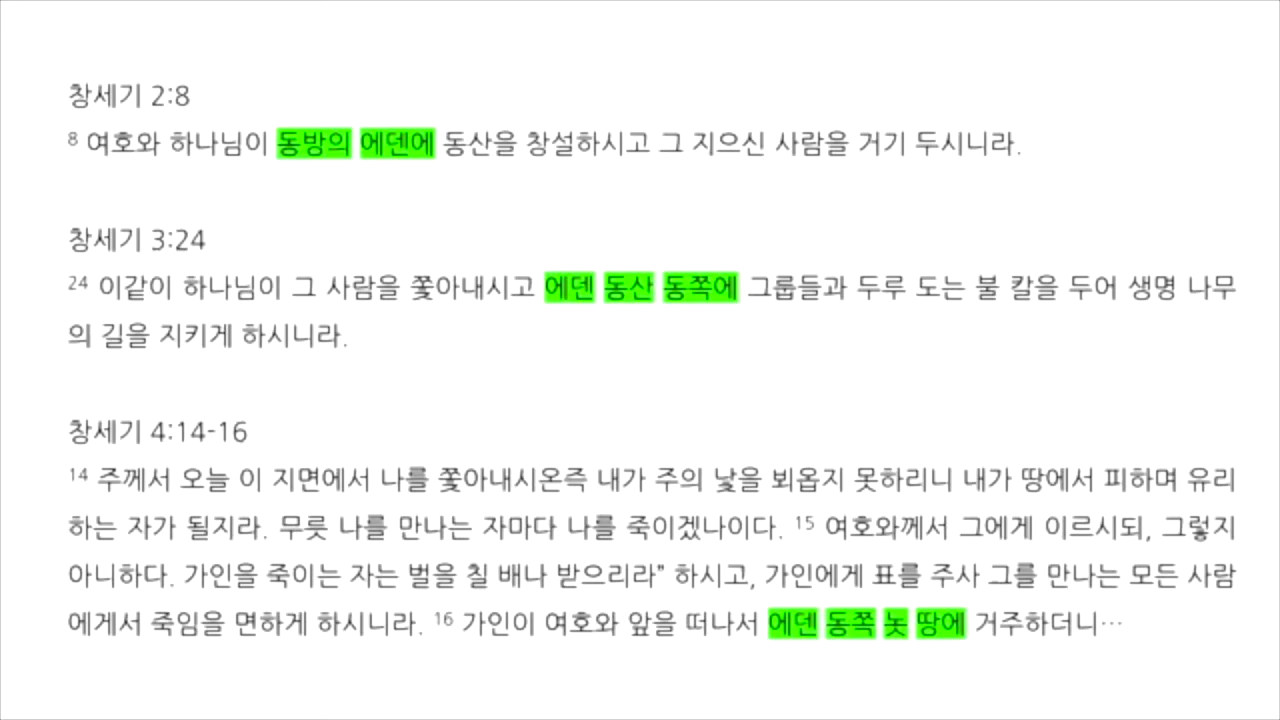 창세기 2:8
8 여호와 하나님이 동방의 에덴에 동산을 창설하시고 그 지으신 사람을 거기 두시니라.
창세기 3:24
24 이같이 하나님이 그 사람을 쫓아내시고 에덴 동산 동쪽에 그룹들과 두루 도는 불 칼을 두어 생명 나무
의 길을 지키게 하시니라.
창세기 4:14-16
14 주께서 오늘 이 지면에서 나를 쫓아내시온즉 내가 주의 낯을 뵈옵지 못하리니 내가 땅에서 피하며 유리
하는 자가 될지라. 무릇 나를 만나는 자마다 나를 죽이겠나이다. 15 여호와께서 그에게 이르시되, 그렇지
아니하다. 가인을 죽이는 자는 벌을 칠 배나 받으리라" 하시고, 가인에게 표를 주사 그를 만나는 모든 사람
에게서 죽임을 면하게 하시니라. 16 가인이 여호와 앞을 떠나서 에덴 동쪽 놋 땅에 거주하더니…